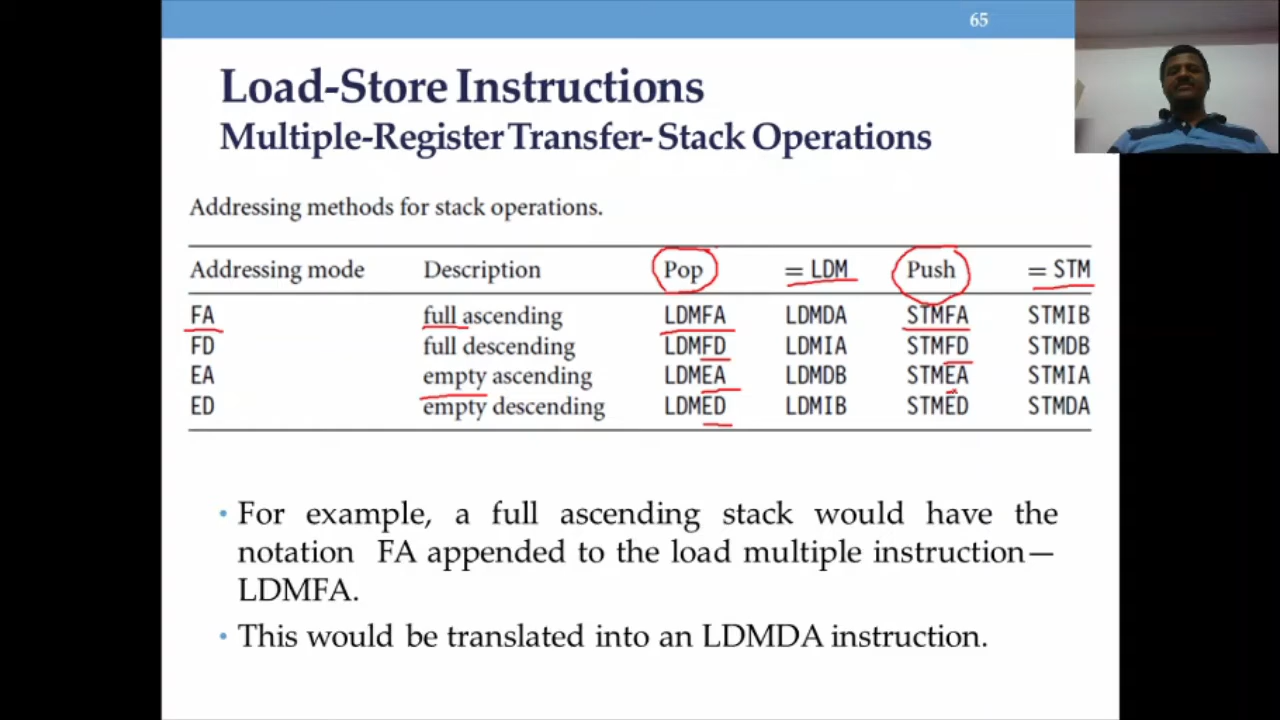 65
Load-Store Instructions
Multiple-Register Transfer- Stack Operations
Addressing methods for stack operations.
Addressing mode Description Pop = LDM Push = STM
FA full ascending LDMFA LDMDA STMFA STMIB
FD full descending LDMFD LDMIA STMFD STMDB
EA empty ascending LDMEA LDMDB STMEA STMIA
ED empty descending LDMED LDMIB STMED STMDA
• For example, a full ascending stack would have the
notation FA appended to the load multiple instruction—
LDMFA.
• This would be translated into an LDMDA instruction.